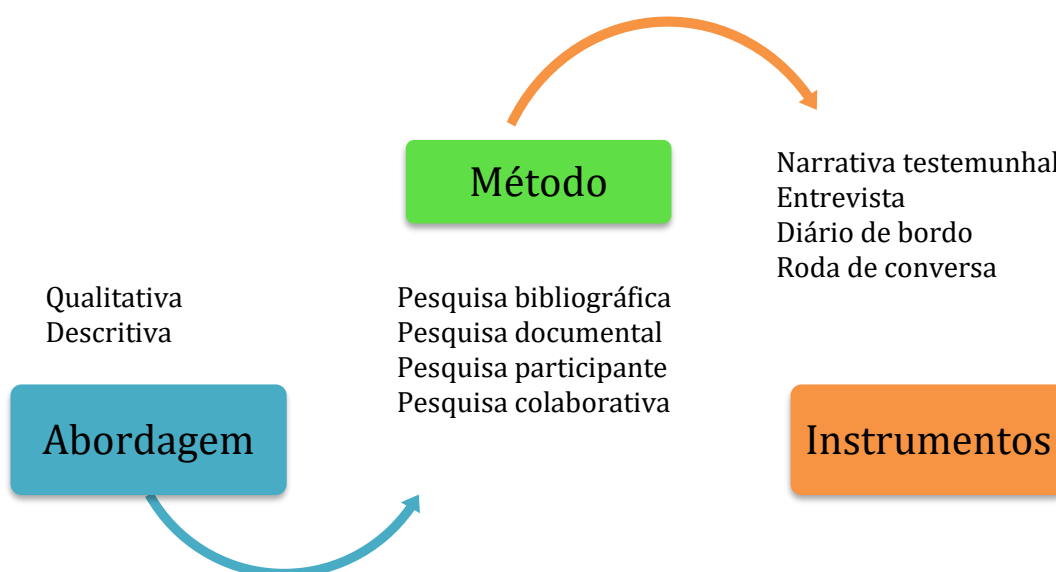 Qualitativa
Descritiva
Abordagem
Método
Pesquisa bibliográfica
Pesquisa documental
Pesquisa participante
Pesquisa colaborativa
Narrativa testemunhal
Entrevista
Diário de bordo
Roda de conversa
Instrumentos